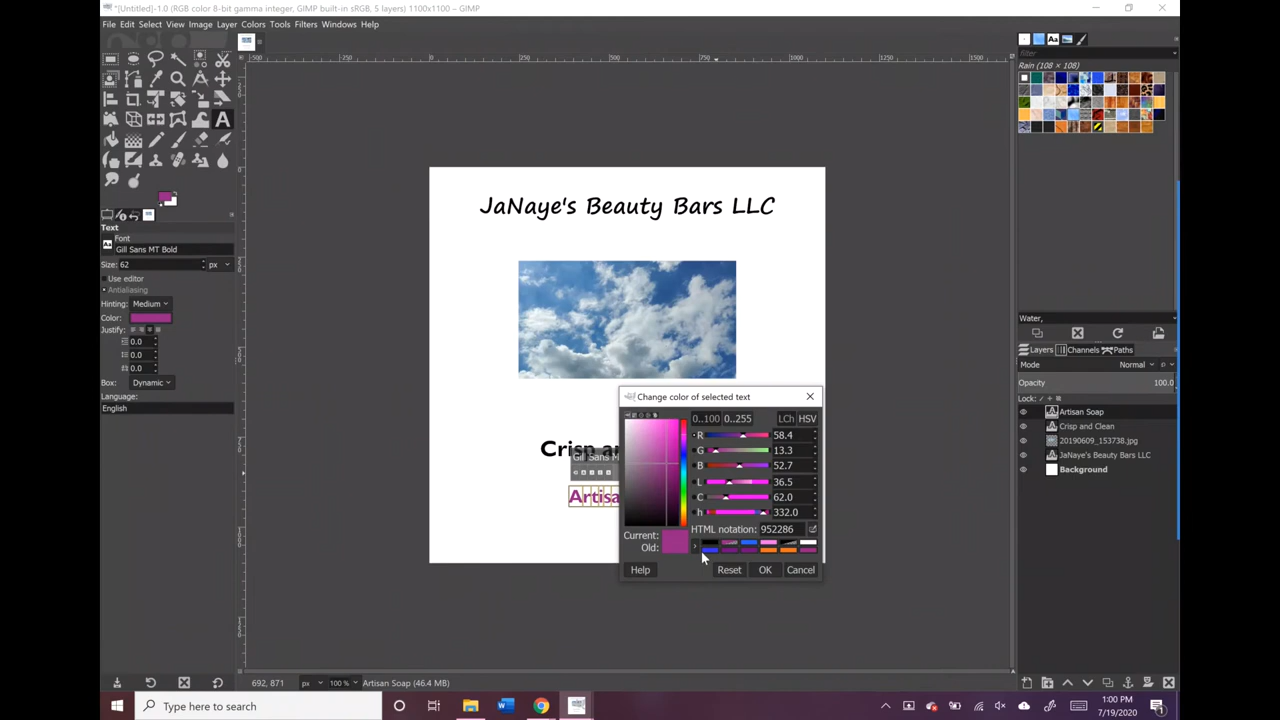 *[Untitled]-1.0 (RGB color 8-bit gamma integer, GIMP built-in sRGB, 5 layers) 1100x1100 – GIMP
File Edit Select View Image Layer Colors Tools Filters Windows Help
JaNaye's Beauty Bars LLC
Text
Font
Aa Gill Sans MT Bold
Size: 62 px
Use editor
Antialiasing
Hinting: Medium
Color:
Justify:
0.0
0.0
0.0
Box: Dynamic
Language:
English
Crisp an
Gill Sans M
Artisa
Change color of selected text
0..100 0..255 LCh HSV
R 58.4
G 13.3
B 52.7
L 36.5
C 62.0
h 332.0
HTML notation: 952286
Current:
Old:
Help Reset OK Cancel
Aa
Filter
Rain (108 × 108)
Water,
Layers Channels Paths
Mode Normal
Opacity 100.0
Lock:
Artisan Soap
Crisp and Clean
20190609_153738.jpg
JaNaye's Beauty Bars LLC
Background
692, 871 px 100 % Artisan Soap (46.4 MB)
Type here to search
1:00 PM
7/19/2020